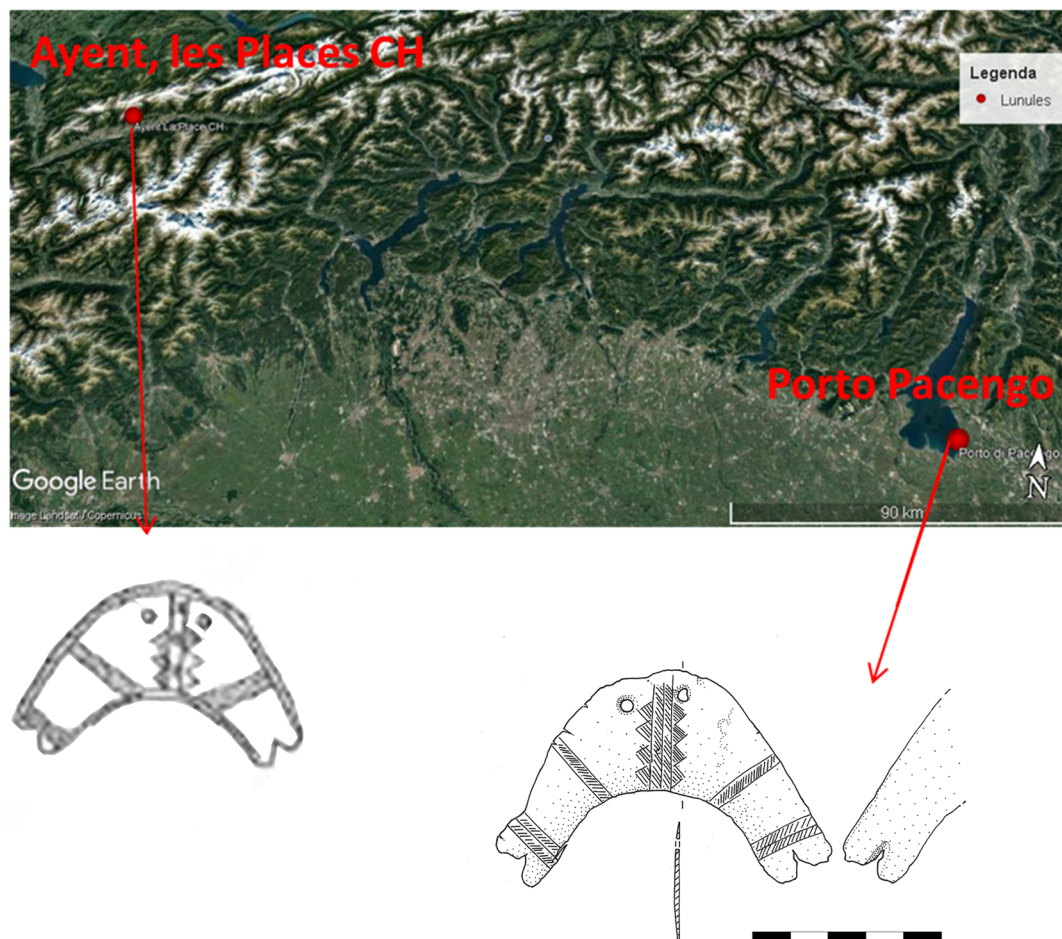 Ayent, les Places CH
Legenda
Lunules
Ayent La Place CH
Porto Pacengo
Porto di Pacengo
Google Earth
N
Image Landsat / Copernicus
90 km